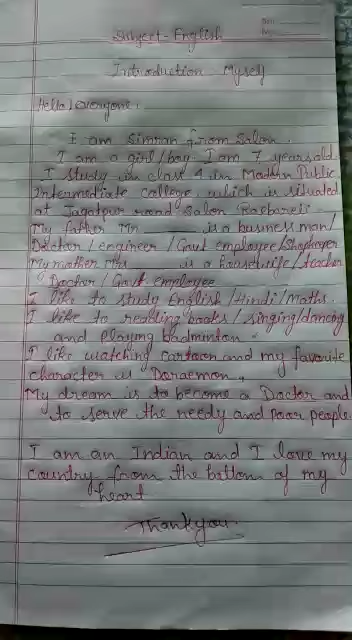 Subject - English
Introduction Myself
Hello! everyone,
I am Simran from Salon.
I am a girl/boy. I am 7 years old
I study in class 4 in Modern Public
Intermediate College, which is situated
at Jagatpur road Salon Raebareli
My father Mr. ______ is a business man/
Doctor/engineer/Govt employee/Shopkeeper
My mother Mrs ______ is a housewife/teacher
Doctor/Govt employee
I like to study English/Hindi/Maths.
I like to reading books/singing/dancing
and playing badminton.
I like watching cartoon and my favourite
character is Doraemon.
My dream is to become a Doctor and
to serve the needy and poor people
I am an Indian and I love my
country from the bottom of my
heart
Thankyou.